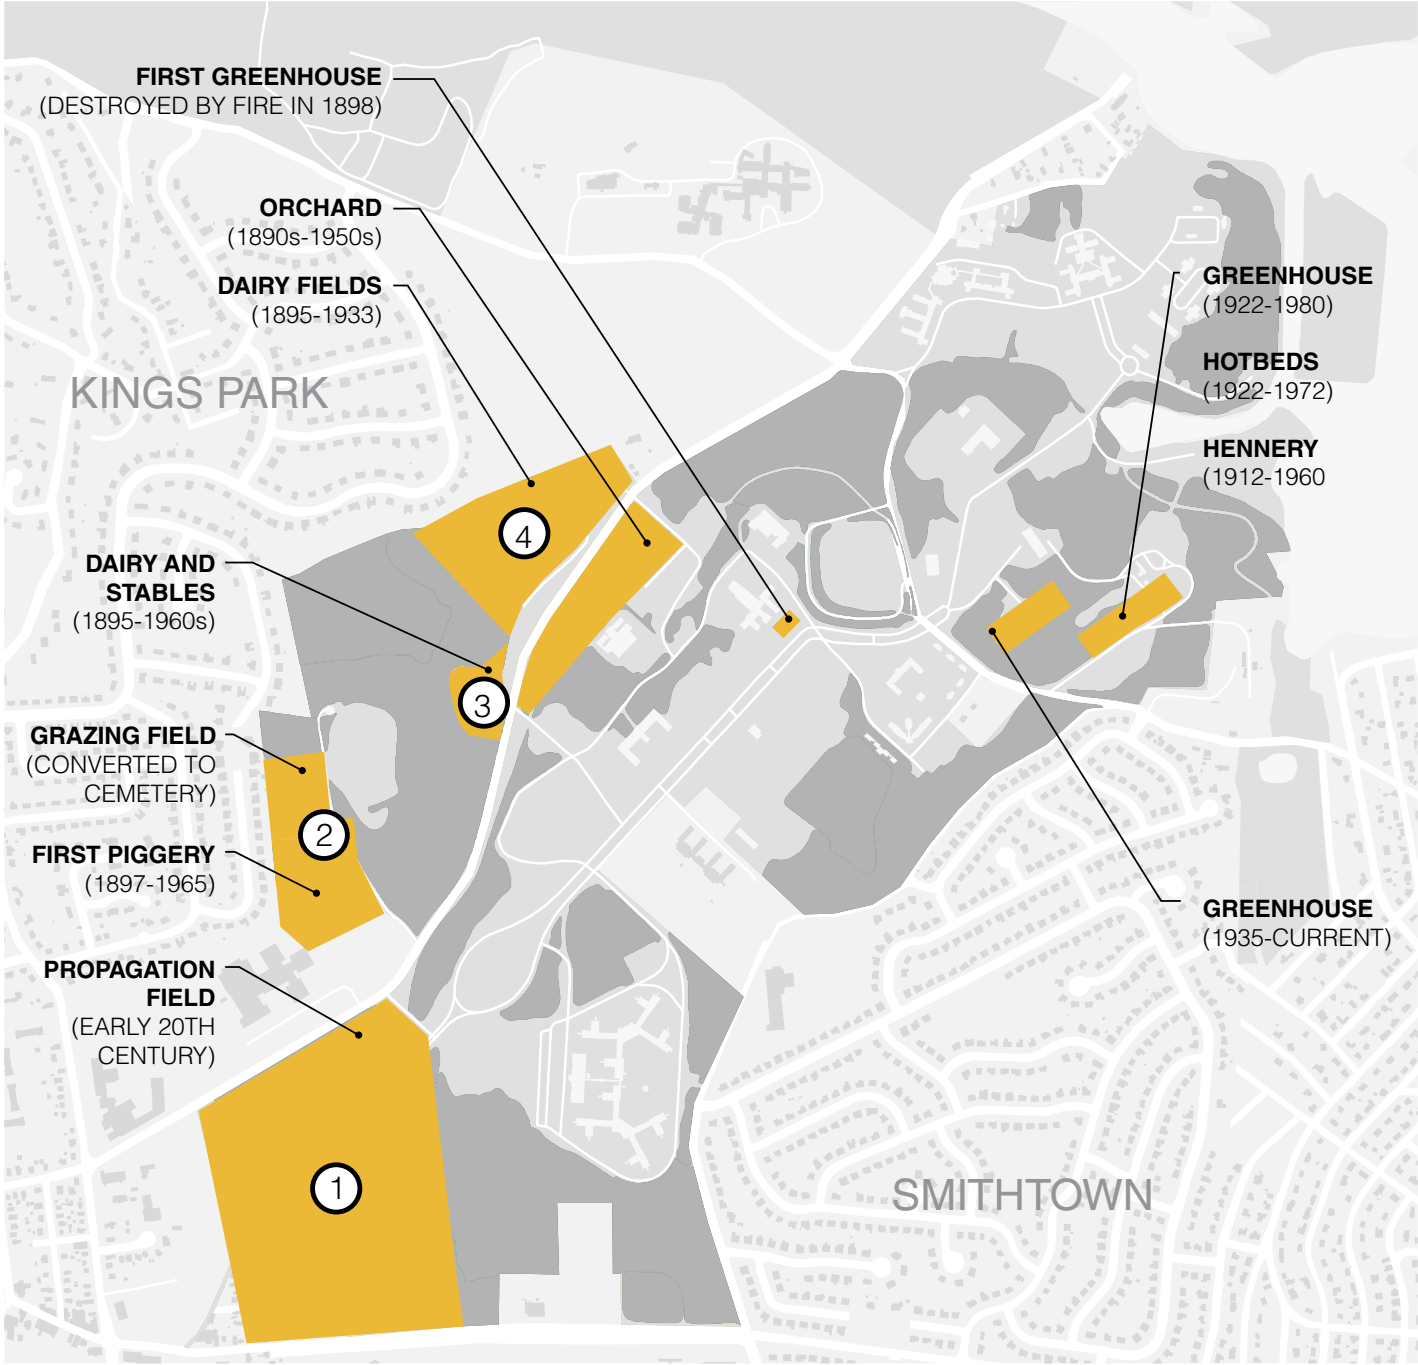 FIRST GREENHOUSE
(DESTROYED BY FIRE IN 1898)
ORCHARD
(1890s-1950s)
DAIRY FIELDS
(1895-1933)
KINGS PARK
GREENHOUSE
(1922-1980)
HOTBEDS
(1922-1972)
HENNERY
(1912-1960
4
DAIRY AND
STABLES
(1895-1960s)
3
GRAZING FIELD
(CONVERTED TO
CEMETERY)
2
FIRST PIGGERY
(1897-1965)
GREENHOUSE
(1935-CURRENT)
PROPAGATION
FIELD
(EARLY 20TH
CENTURY)
1
SMITHTOWN